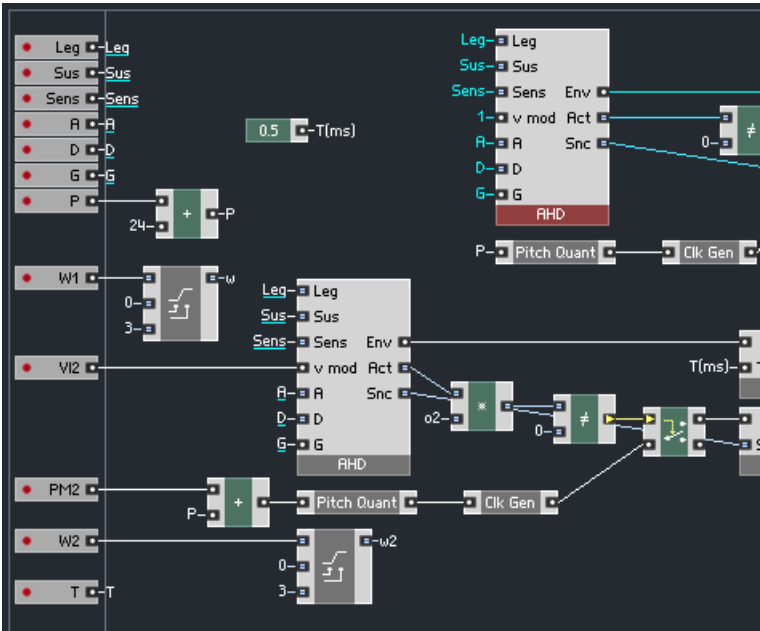 Leg Leg
Sus Sus
Sens Sens
A A
D D
G G
P
24 + P
0.5 T(ms)
Leg Leg
Sus Sus
Sens Sens Env
1 v mod Act
A A Snc
D D
G G
AHD
0 ≠
P Pitch Quant Clk Gen
W1 w
0
3
Leg Leg
Sus Sus
Sens Sens Env
VI2 v mod Act
A A Snc
D D
G G
AHD
T(ms)
o2 *
0 ≠
PM2
P + Pitch Quant Clk Gen
W2 w2
0
3
T T